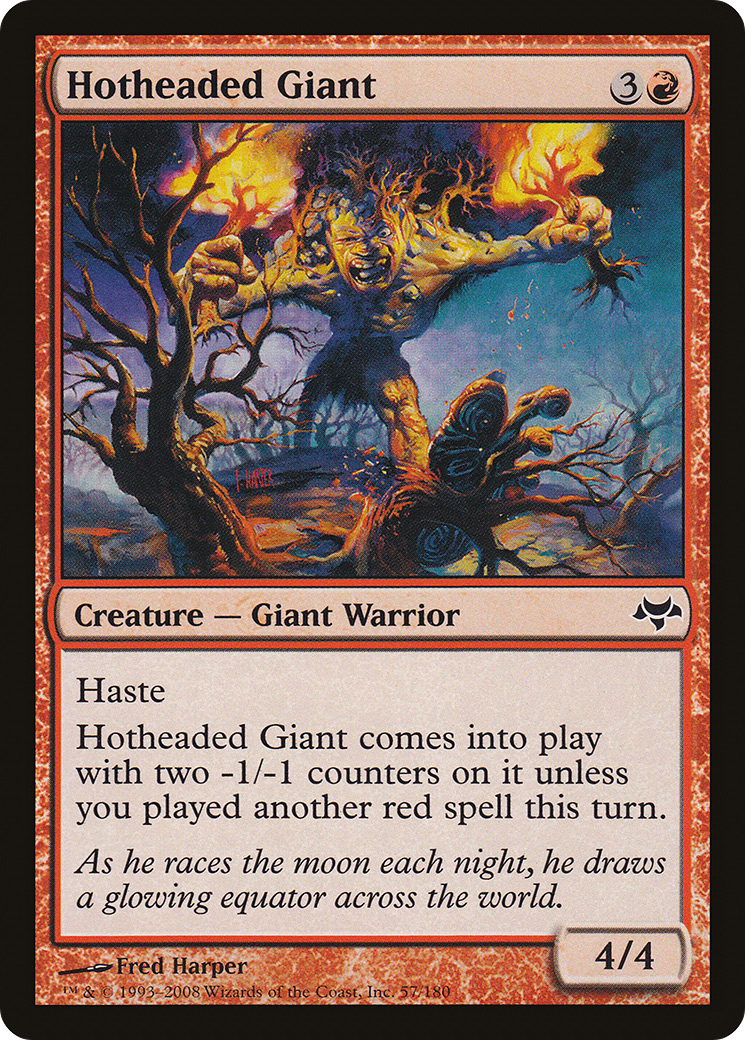 Hotheaded Giant 3
F. HARPER
Creature — Giant Warrior
Haste
Hotheaded Giant comes into play
with two -1/-1 counters on it unless
you played another red spell this turn.
As he races the moon each night, he draws
a glowing equator across the world.
4/4
Fred Harper
™ & © 1993–2008 Wizards of the Coast, Inc. 57/180